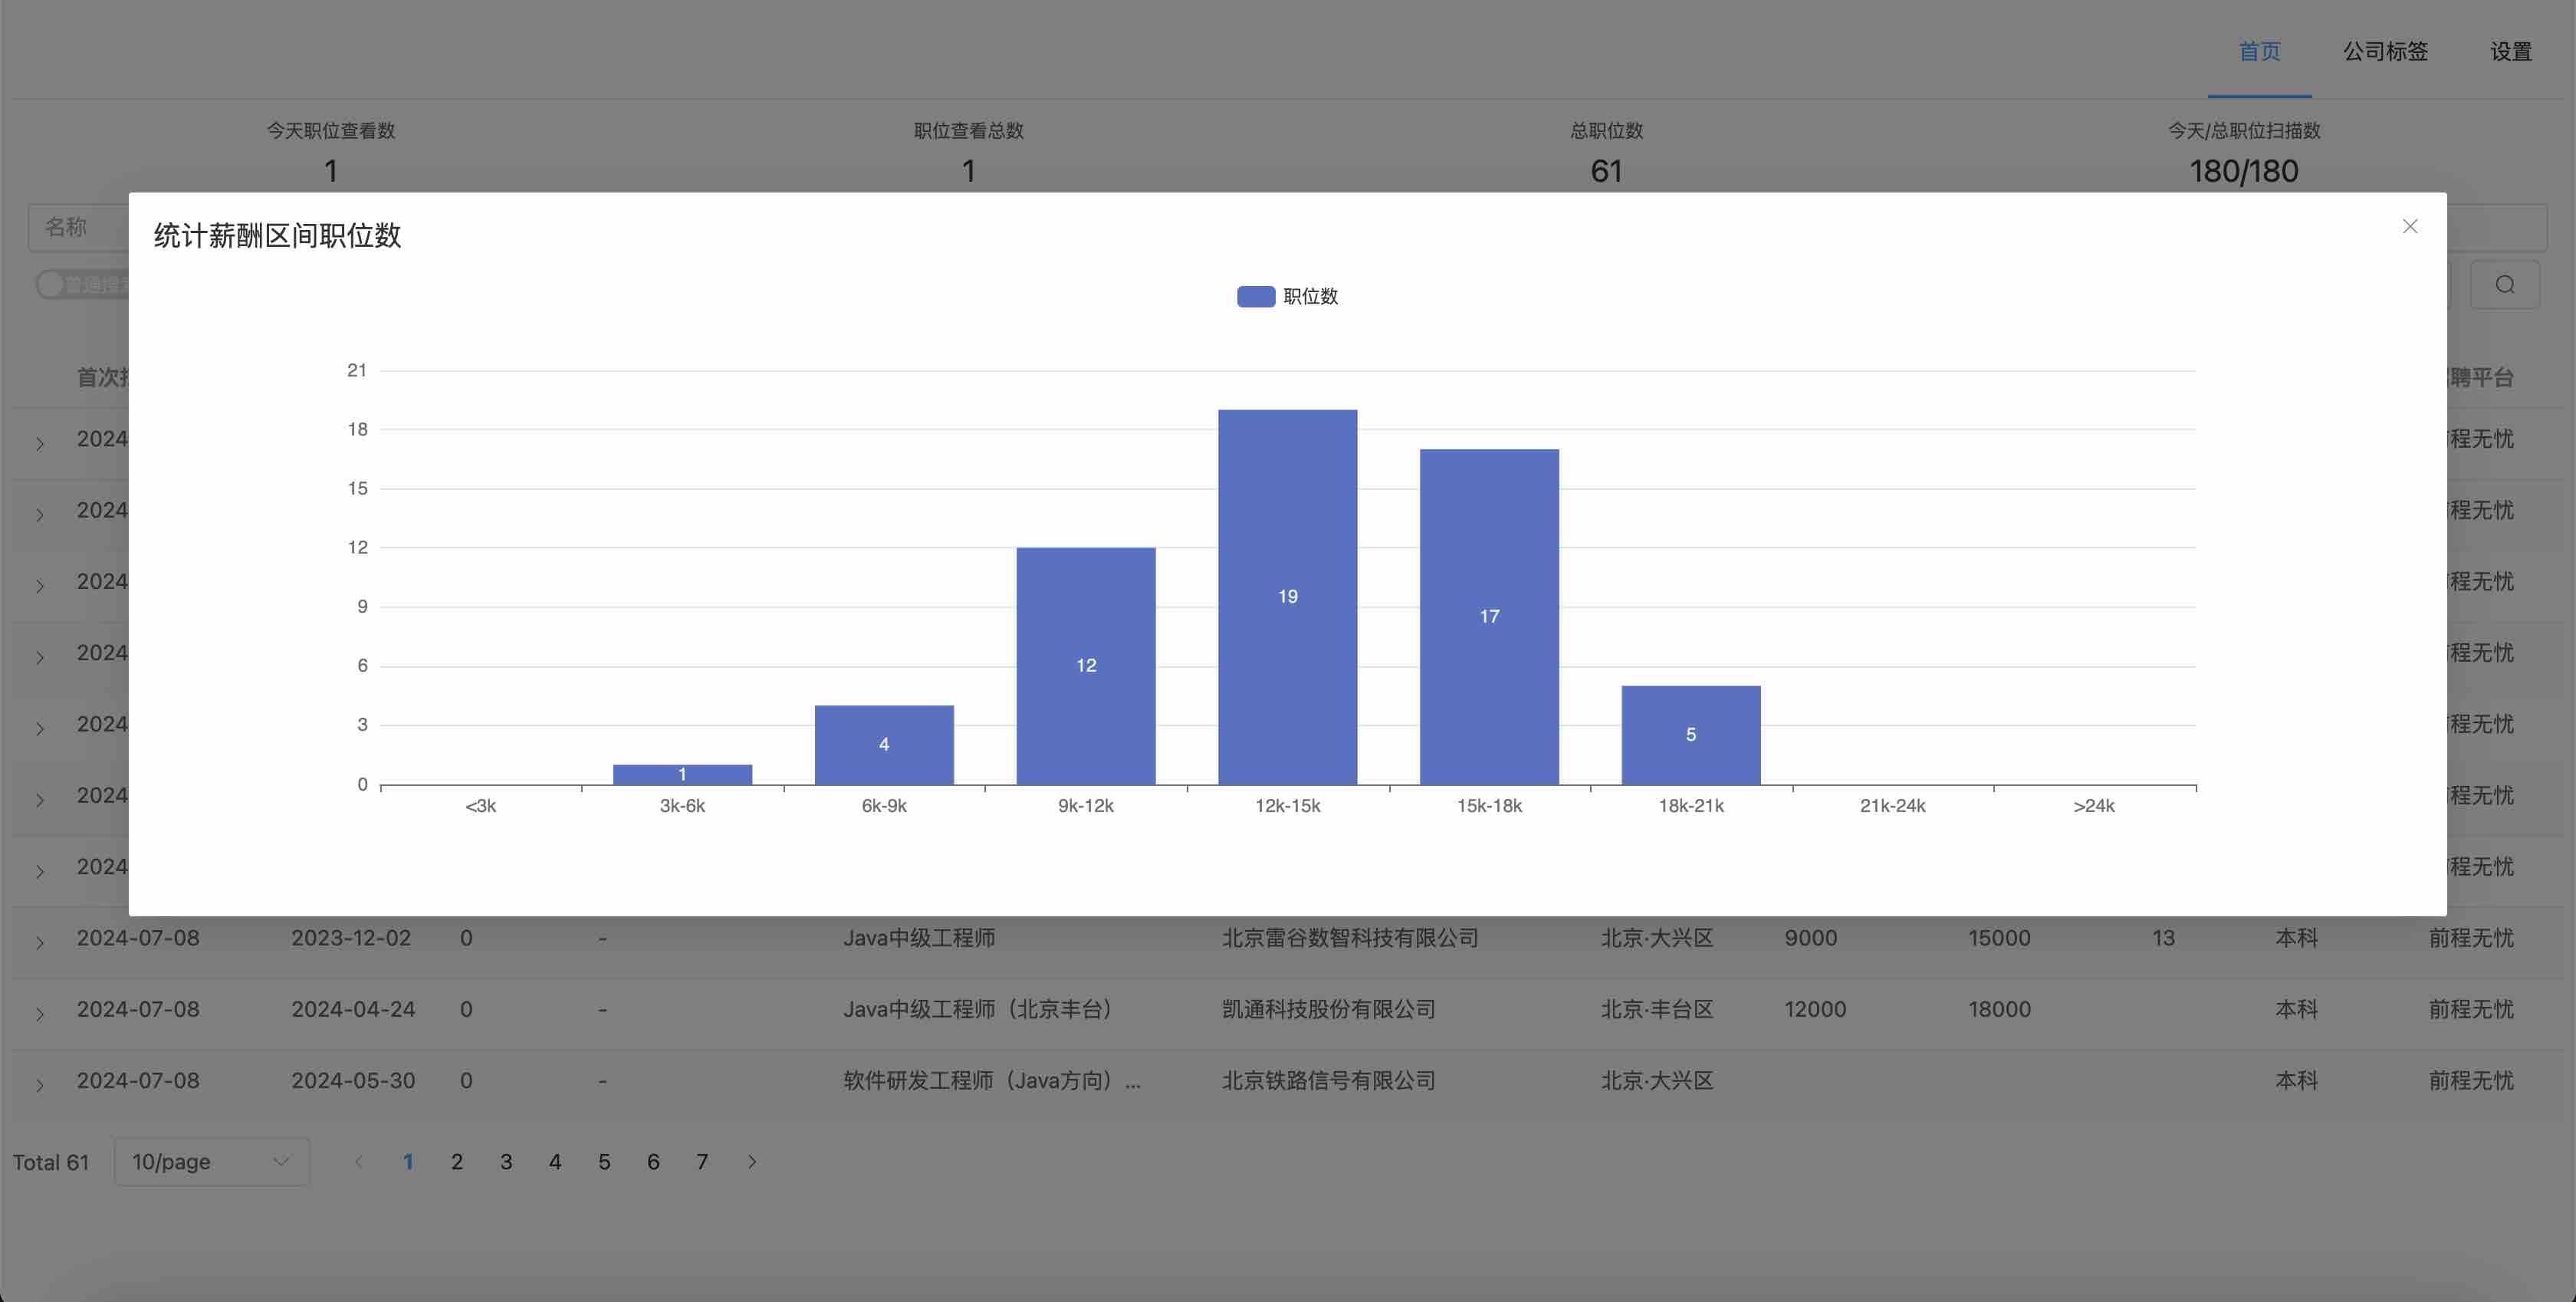 首页 公司标签 设置
今天职位查看数 职位查看总数 总职位数 今天/总职位扫描数
1 1 61 180/180
名称
统计薪酬区间职位数
职位数
首次
聘平台
21
18
15
12
9
6
3
0
1 4 12 19 17 5
<3k 3k-6k 6k-9k 9k-12k 12k-15k 15k-18k 18k-21k 21k-24k >24k
2024 程无忧
2024 程无忧
2024 程无忧
2024 程无忧
2024 程无忧
2024 程无忧
2024 程无忧
2024-07-08 2023-12-02 0 - Java中级工程师 北京雷谷数智科技有限公司 北京·大兴区 9000 15000 13 本科 前程无忧
2024-07-08 2024-04-24 0 - Java中级工程师（北京丰台） 凯通科技股份有限公司 北京·丰台区 12000 18000 本科 前程无忧
2024-07-08 2024-05-30 0 - 软件研发工程师（Java方向）... 北京铁路信号有限公司 北京·大兴区 本科 前程无忧
Total 61 10/page 1 2 3 4 5 6 7